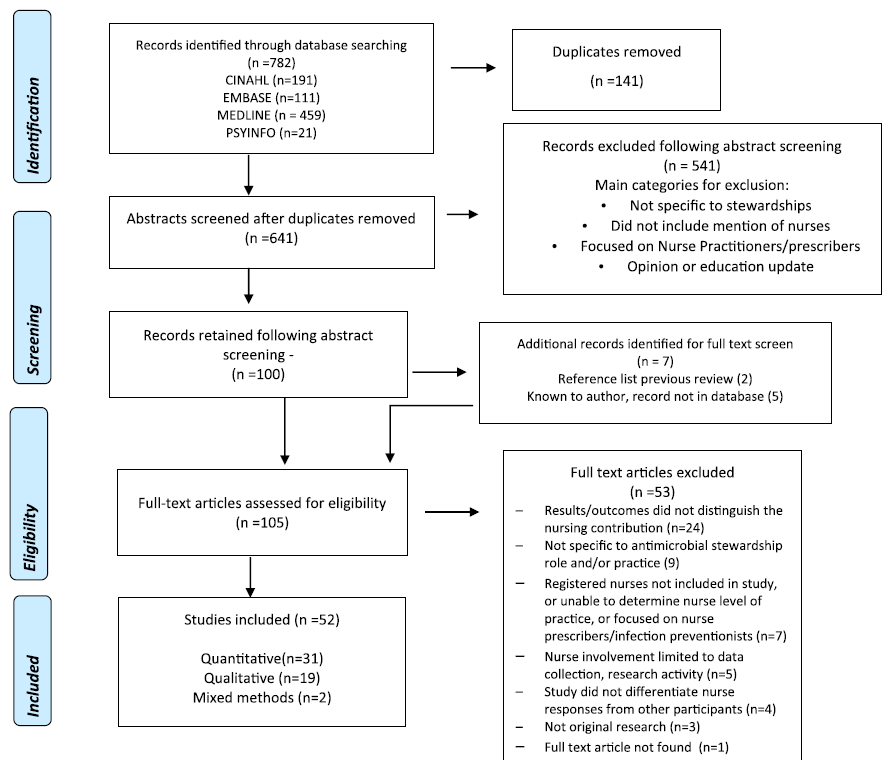 Identification
Records identified through database searching
(n =782)
CINAHL (n=191)
EMBASE (n=111)
MEDLINE (n = 459)
PSYINFO (n=21)
Duplicates removed
(n =141)
Records excluded following abstract screening
(n = 541)
Main categories for exclusion:
• Not specific to stewardships
• Did not include mention of nurses
• Focused on Nurse Practitioners/prescribers
• Opinion or education update
Screening
Abstracts screened after duplicates removed
(n =641)
Records retained following abstract
screening -
(n =100)
Additional records identified for full text screen
(n = 7)
Reference list previous review (2)
Known to author, record not in database (5)
Eligibility
Full-text articles assessed for eligibility
(n =105)
Full text articles excluded
(n =53)
– Results/outcomes did not distinguish the
nursing contribution (n=24)
– Not specific to antimicrobial stewardship
role and/or practice (9)
– Registered nurses not included in study,
or unable to determine nurse level of
practice, or focused on nurse
prescribers/infection preventionists (n=7)
– Nurse involvement limited to data
collection, research activity (n=5)
– Study did not differentiate nurse
responses from other participants (n=4)
– Not original research (n=3)
– Full text article not found (n=1)
Included
Studies included (n =52)
Quantitative(n=31)
Qualitative (n=19)
Mixed methods (n=2)